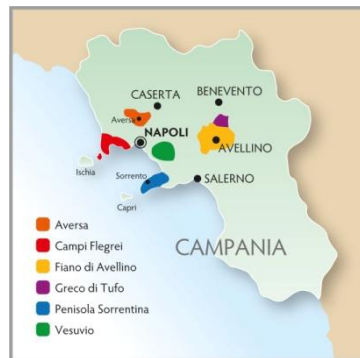 CASERTA
BENEVENTO
Aversa
NAPOLI
AVELLINO
Ischia
Sorrento
SALERNO
Capri
CAMPANIA
Aversa
Campi Flegrei
Fiano di Avellino
Greco di Tufo
Penisola Sorrentina
Vesuvio